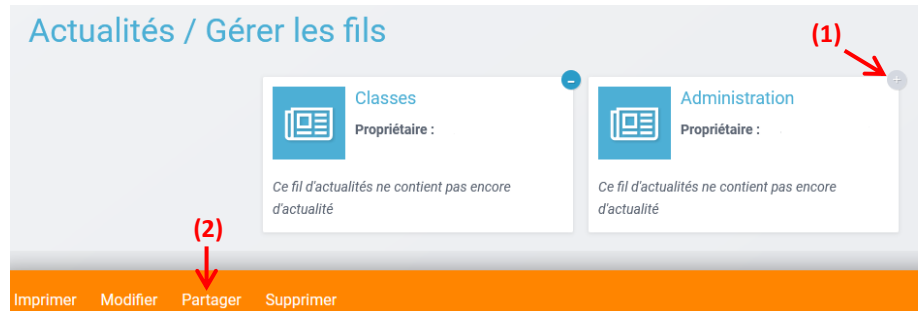 Actualités / Gérer les fils
(1)
Classes
Propriétaire :
Ce fil d'actualités ne contient pas encore
d'actualité
Administration
Propriétaire :
Ce fil d'actualités ne contient pas encore
d'actualité
(2)
Imprimer Modifier Partager Supprimer